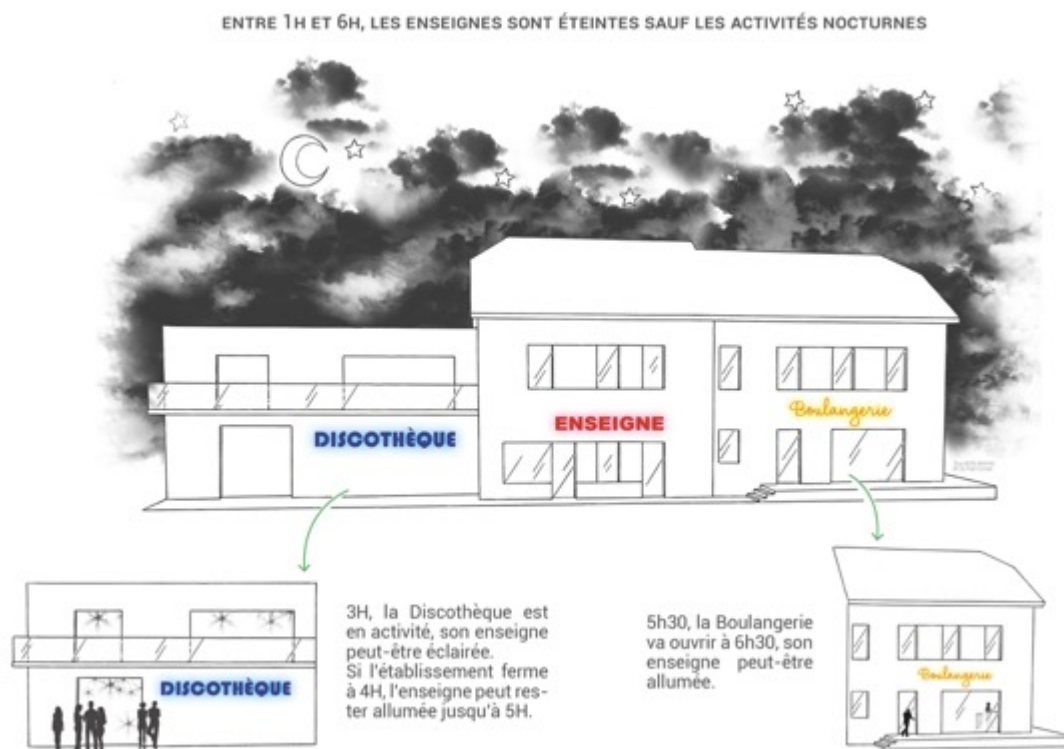 ENTRE 1H ET 6H, LES ENSEIGNES SONT ÉTEINTES SAUF LES ACTIVITÉS NOCTURNES
DISCOTHÈQUE
ENSEIGNE
Boulangerie
DISCOTHÈQUE
3H, la Discothèque est
en activité, son enseigne
peut-être éclairée.
Si l'établissement ferme
à 4H, l'enseigne peut res-
ter allumée jusqu'à 5H.
5h30, la Boulangerie
va ouvrir à 6h30, son
enseigne peut-être
allumée.
Boulangerie